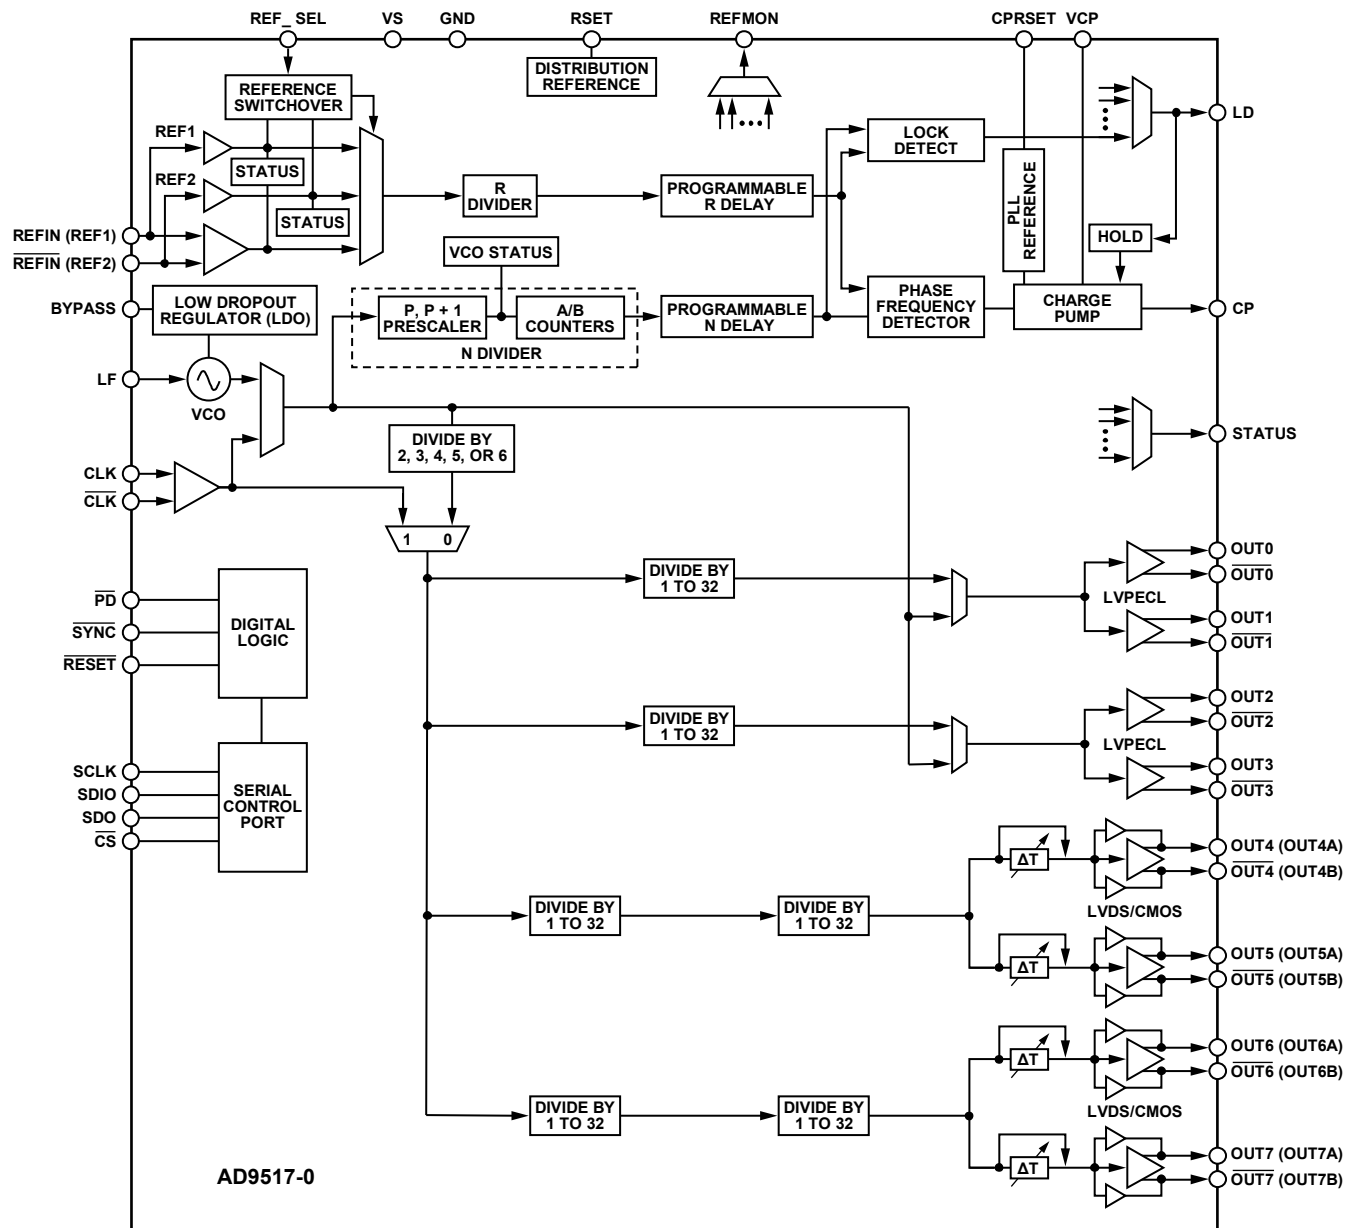 REF_ SEL VS GND RSET REFMON CPRSET VCP
DISTRIBUTION
REFERENCE
REFERENCE
SWITCHOVER
REF1
STATUS
REF2
STATUS
R
DIVIDER
PROGRAMMABLE
R DELAY
LOCK
DETECT
LD
PLL
REFERENCE
HOLD
REFIN (REF1)
REFIN (REF2)
VCO STATUS
BYPASS
LOW DROPOUT
REGULATOR (LDO)
P, P + 1
PRESCALER
A/B
COUNTERS
N DIVIDER
PROGRAMMABLE
N DELAY
PHASE
FREQUENCY
DETECTOR
CHARGE
PUMP
CP
LF
VCO
STATUS
DIVIDE BY
2, 3, 4, 5, OR 6
CLK
CLK
1 0
DIVIDE BY
1 TO 32
LVPECL
OUT0
OUT0
OUT1
OUT1
PD
SYNC
RESET
DIGITAL
LOGIC
DIVIDE BY
1 TO 32
LVPECL
OUT2
OUT2
OUT3
OUT3
SCLK
SDIO
SDO
CS
SERIAL
CONTROL
PORT
DIVIDE BY
1 TO 32
DIVIDE BY
1 TO 32
ΔT
ΔT
LVDS/CMOS
OUT4 (OUT4A)
OUT4 (OUT4B)
OUT5 (OUT5A)
OUT5 (OUT5B)
DIVIDE BY
1 TO 32
DIVIDE BY
1 TO 32
ΔT
ΔT
LVDS/CMOS
OUT6 (OUT6A)
OUT6 (OUT6B)
OUT7 (OUT7A)
OUT7 (OUT7B)
AD9517-0